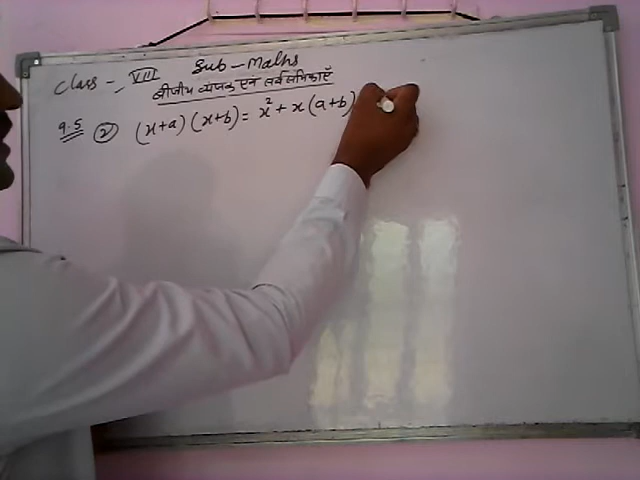 Sub - Maths
Class - VIII
बीजीय व्यंजक एवं सर्वसमिकाएँ
9.5 (2) (x+a) (x+b) = x² + x (a+b)